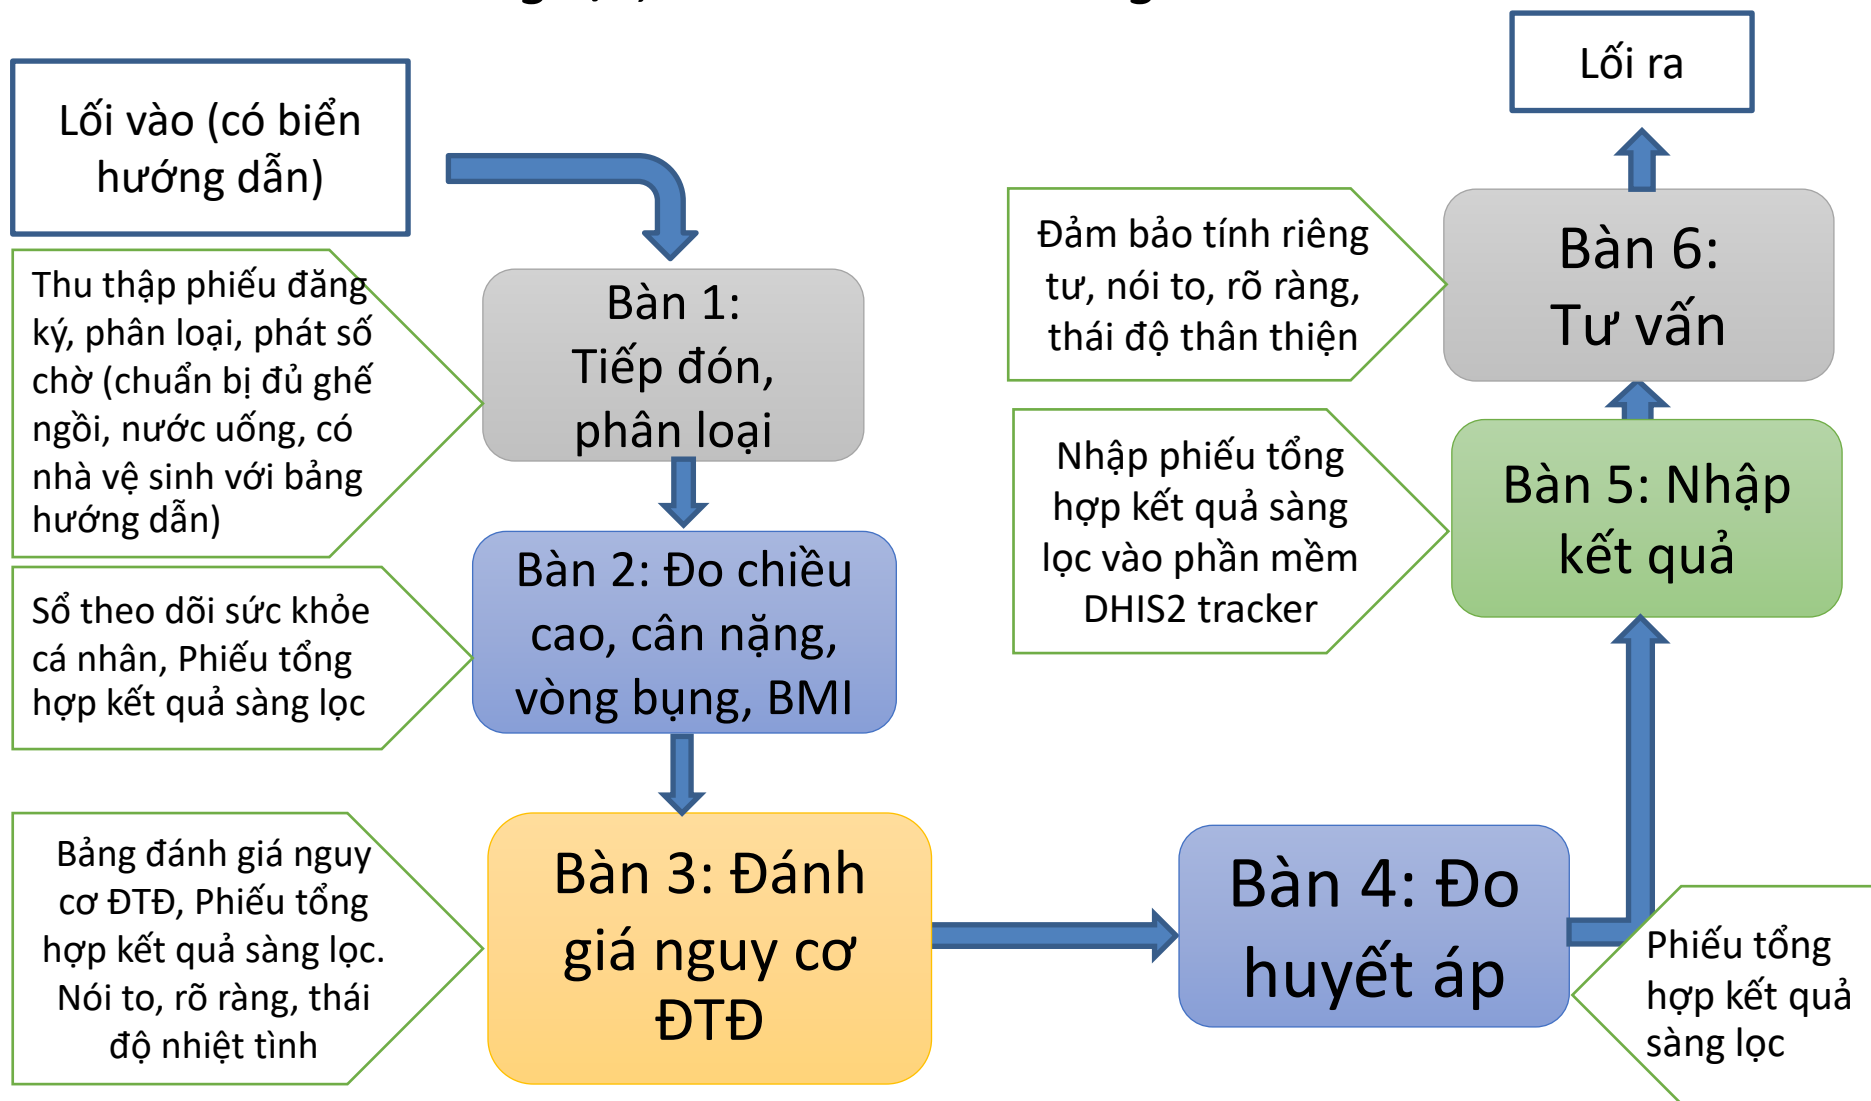 Lối vào (có biển
hướng dẫn)
Thu thập phiếu đăng
ký, phân loại, phát số
chờ (chuẩn bị đủ ghế
ngồi, nước uống, có
nhà vệ sinh với bảng
hướng dẫn)
Bàn 1:
Tiếp đón,
phân loại
Sổ theo dõi sức khỏe
cá nhân, Phiếu tổng
hợp kết quả sàng lọc
Bàn 2: Đo chiều
cao, cân nặng,
vòng bụng, BMI
Bảng đánh giá nguy
cơ ĐTĐ, Phiếu tổng
hợp kết quả sàng lọc.
Nói to, rõ ràng, thái
độ nhiệt tình
Bàn 3: Đánh
giá nguy cơ
ĐTĐ
Bàn 4: Đo
huyết áp
Phiếu tổng
hợp kết quả
sàng lọc
Nhập phiếu tổng
hợp kết quả sàng
lọc vào phần mềm
DHIS2 tracker
Bàn 5: Nhập
kết quả
Đảm bảo tính riêng
tư, nói to, rõ ràng,
thái độ thân thiện
Bàn 6:
Tư vấn
Lối ra